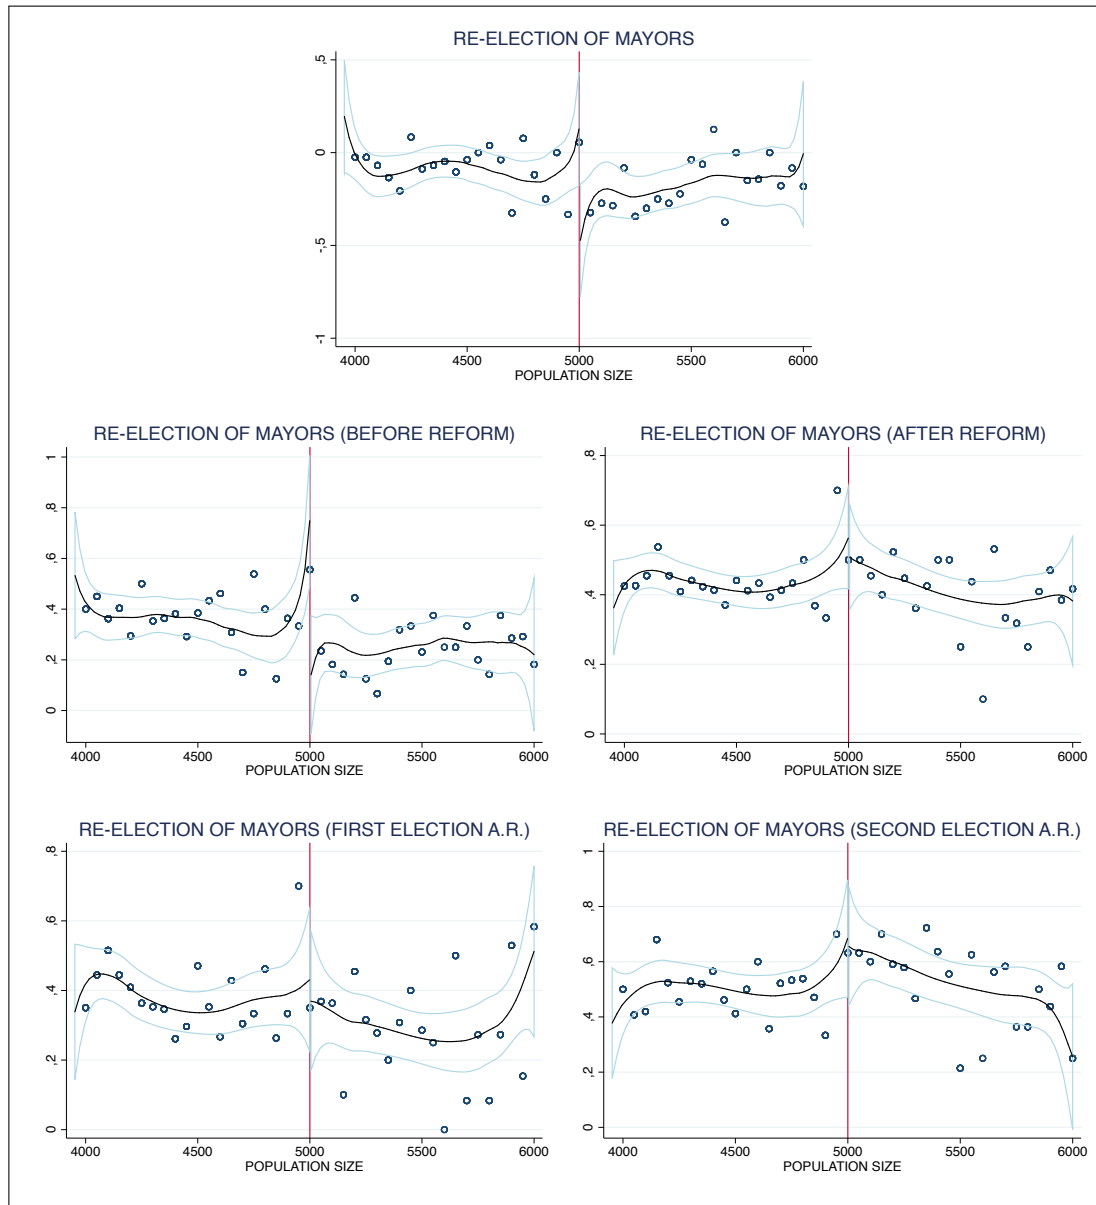 RE-ELECTION OF MAYORS
,5
0
-,5
-1
4000 4500 5000 5500 6000
POPULATION SIZE
RE-ELECTION OF MAYORS (BEFORE REFORM)
1
,8
,6
,4
,2
0
4000 4500 5000 5500 6000
POPULATION SIZE
RE-ELECTION OF MAYORS (AFTER REFORM)
,8
,6
,4
,2
0
4000 4500 5000 5500 6000
POPULATION SIZE
RE-ELECTION OF MAYORS (FIRST ELECTION A.R.)
,8
,6
,4
,2
0
4000 4500 5000 5500 6000
POPULATION SIZE
RE-ELECTION OF MAYORS (SECOND ELECTION A.R.)
1
,8
,6
,4
,2
0
4000 4500 5000 5500 6000
POPULATION SIZE